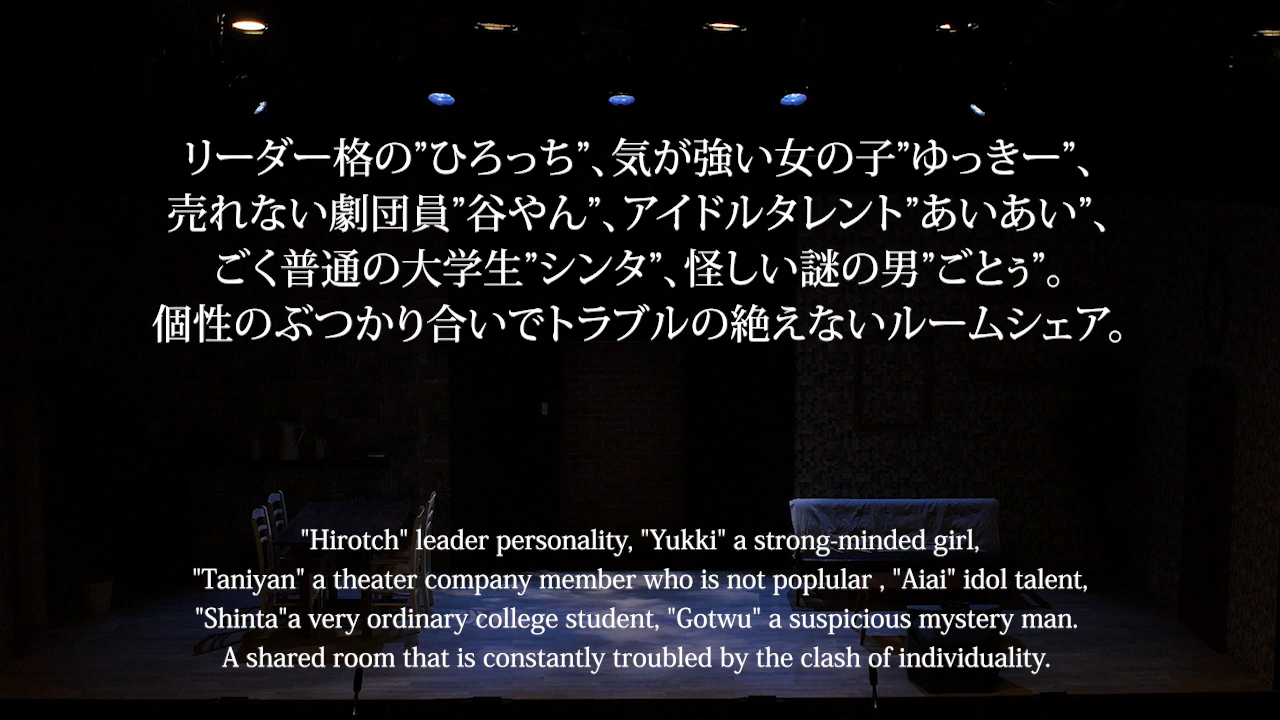 リーダー格の”ひろっち”、気が強い女の子”ゆっきー”、
売れない劇団員”谷やん”、アイドルタレント”あいあい”、
ごく普通の大学生”シンタ”、怪しい謎の男”ごとぅ”。
個性のぶつかり合いでトラブルの絶えないルームシェア。
"Hirotch" leader personality, "Yukki" a strong-minded girl,
"Taniyan" a theater company member who is not poplular , "Aiai" idol talent,
"Shinta"a very ordinary college student, "Gotwu" a suspicious mystery man.
A shared room that is constantly troubled by the clash of individuality.